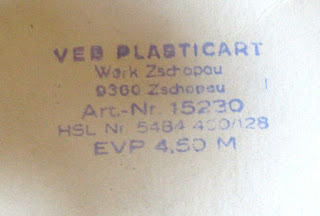 VEB PLASTICART
Werk Zschopau
9360 Zschopau
Art.-Nr. 15230
HSL Nr. 5484 400/128
EVP 4,50 M